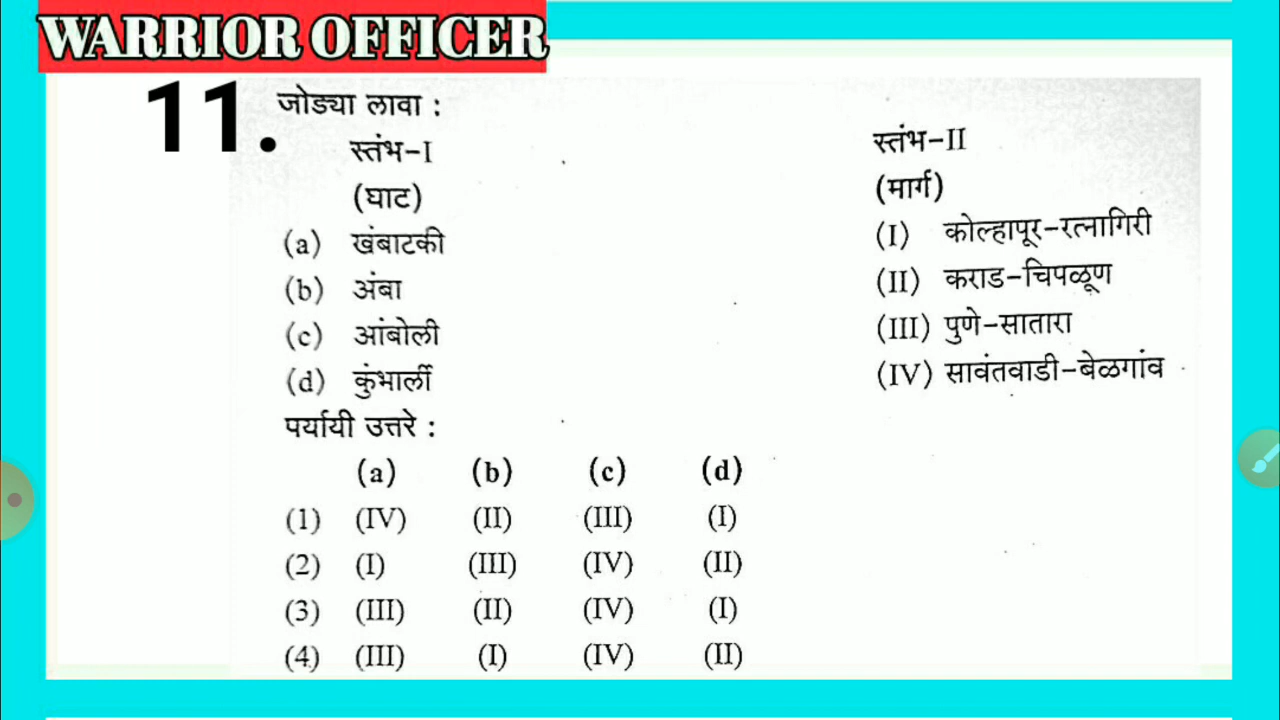 WARRIOR OFFICER
11. जोड्या लावा :
स्तंभ-I स्तंभ-II
(घाट) (मार्ग)
(a) खंबाटकी (I) कोल्हापूर-रत्नागिरी
(b) अंबा (II) कराड-चिपळूण
(c) आंबोली (III) पुणे-सातारा
(d) कुंभार्ली (IV) सावंतवाडी-बेळगांव
पर्यायी उत्तरे :
(a) (b) (c) (d)
(1) (IV) (II) (III) (I)
(2) (I) (III) (IV) (II)
(3) (III) (II) (IV) (I)
(4) (III) (I) (IV) (II)